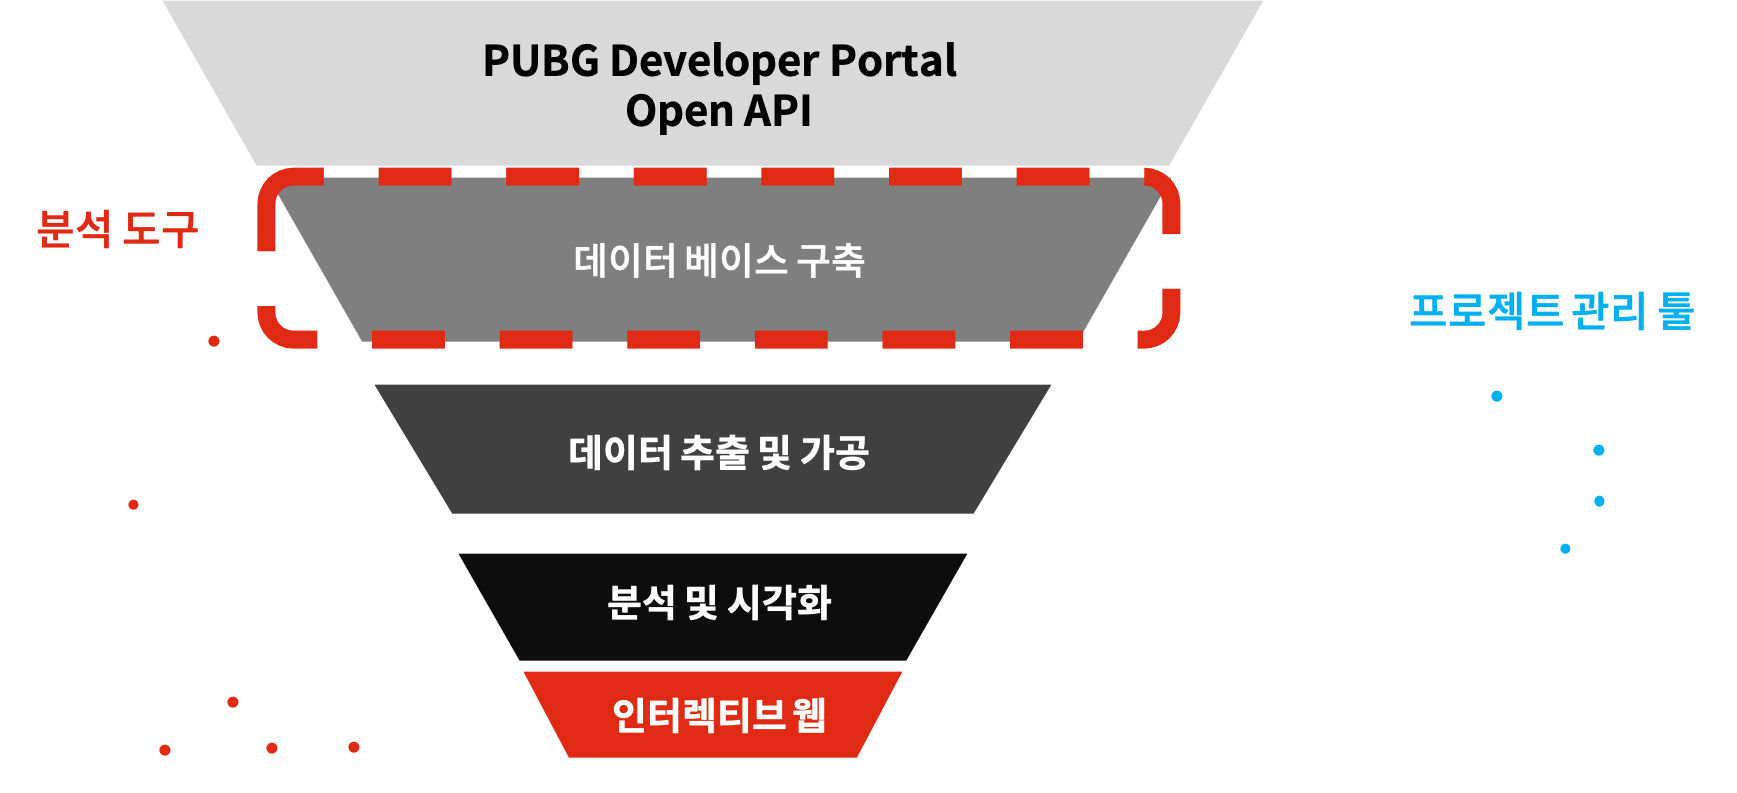 PUBG Developer Portal
Open API
분석 도구
데이터 베이스 구축
프로젝트 관리 툴
데이터 추출 및 가공
분석 및 시각화
인터렉티브 웹